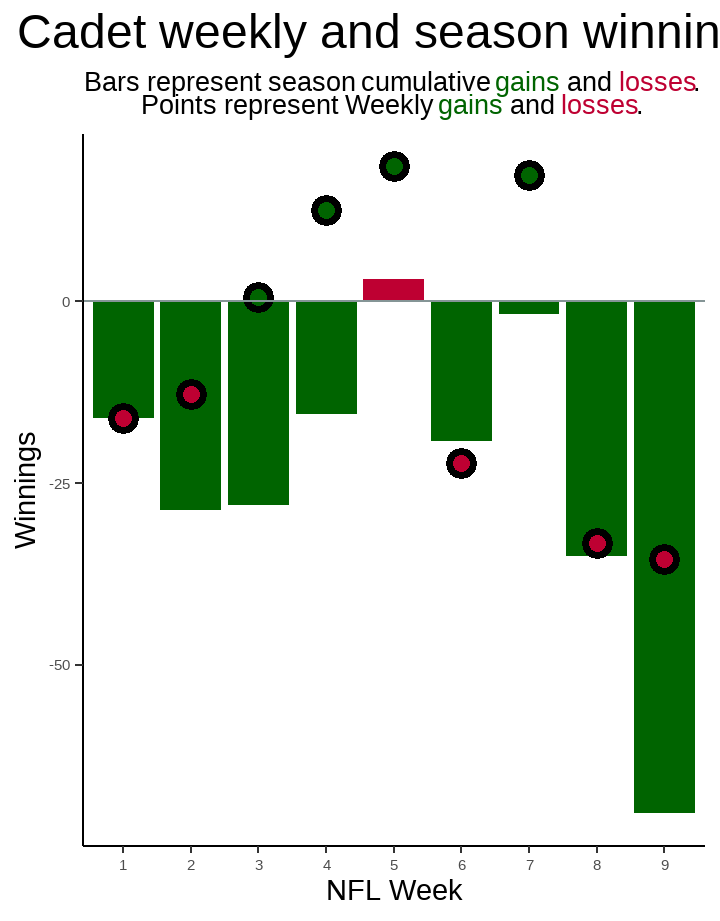 Cadet weekly and season winnin
Bars represent season cumulative gains and losses.
Points represent Weekly gains and losses.
Winnings
0
-25
-50
1 2 3 4 5 6 7 8 9
NFL Week